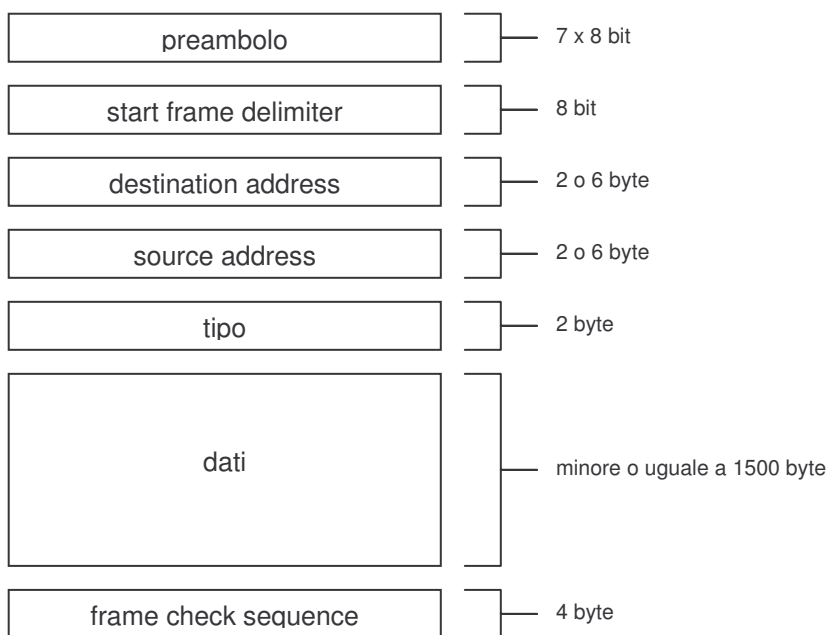 preambolo 7 x 8 bit
start frame delimiter 8 bit
destination address 2 o 6 byte
source address 2 o 6 byte
tipo 2 byte
dati minore o uguale a 1500 byte
frame check sequence 4 byte